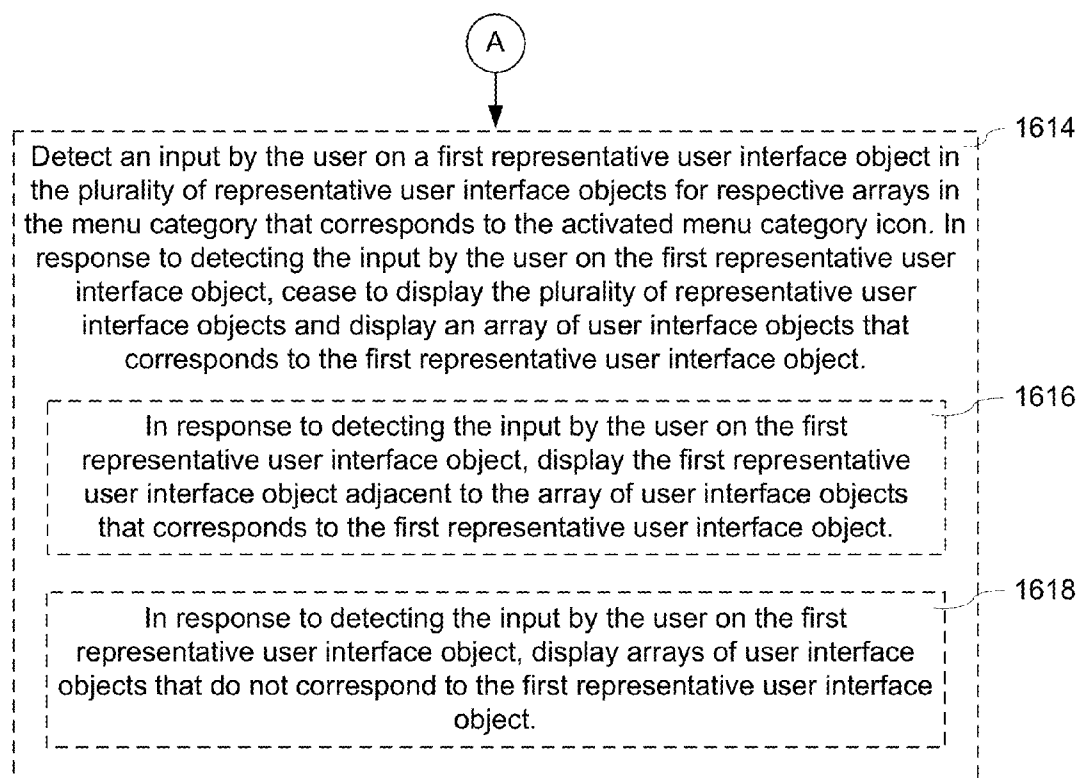 A
1614
Detect an input by the user on a first representative user interface object in
the plurality of representative user interface objects for respective arrays in
the menu category that corresponds to the activated menu category icon. In
response to detecting the input by the user on the first representative user
interface object, cease to display the plurality of representative user
interface objects and display an array of user interface objects that
corresponds to the first representative user interface object.
1616
In response to detecting the input by the user on the first
representative user interface object, display the first representative
user interface object adjacent to the array of user interface objects
that corresponds to the first representative user interface object.
1618
In response to detecting the input by the user on the first
representative user interface object, display arrays of user interface
objects that do not correspond to the first representative user interface
object.